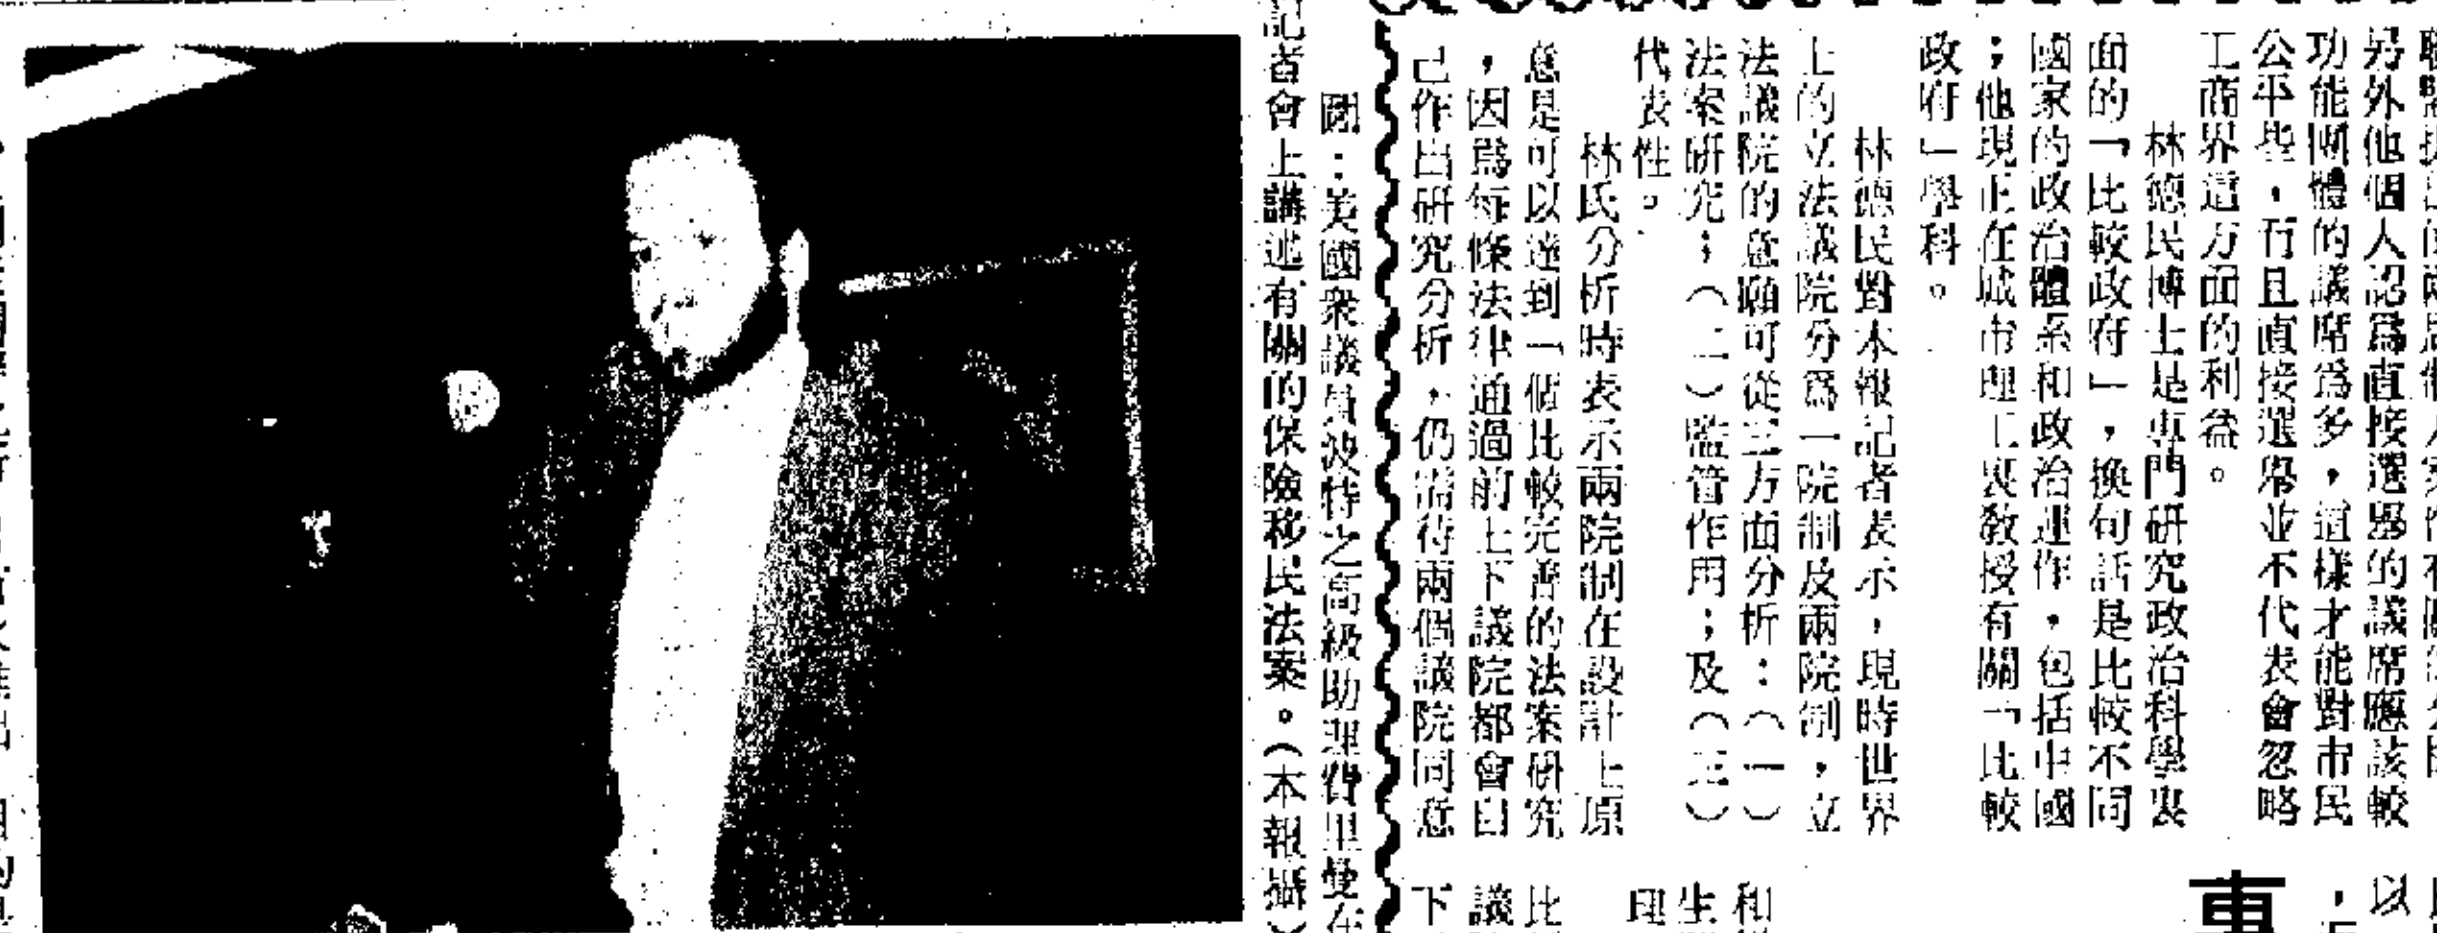 另外他個人認爲直接選舉的議席應該較
功能團體的議席爲多，這樣才能對市民
公平些，而且直接選舉並不代表會忽略
工商界這方面的利益。
林德民博士是專門研究政治科學裏
面的「比較政府」，換句話是比較不同
國家的政治體系和政治運作，包括中國
；他現正在城市理工裏敎授有關「比較
政府」學科。
林德民對本報記者表示，現時世界
上的立法議院分爲一院制及兩院制，立
法議院的意願可從三方面分析：（一）
法案研究；（二）監管作用；及（三）
代表性。
林氏分析時表示兩院制在設計上原
意是可以達到一個比較完善的法案研究
，因爲每條法律通過前上下議院都會自
己作出研究分析，仍需待兩個議院同意
以
專
和
生
理
比
議
下
圖：美國衆議員波特之高級助理費里曼在
記者會上講述有關的保險移民法案。（本報攝）